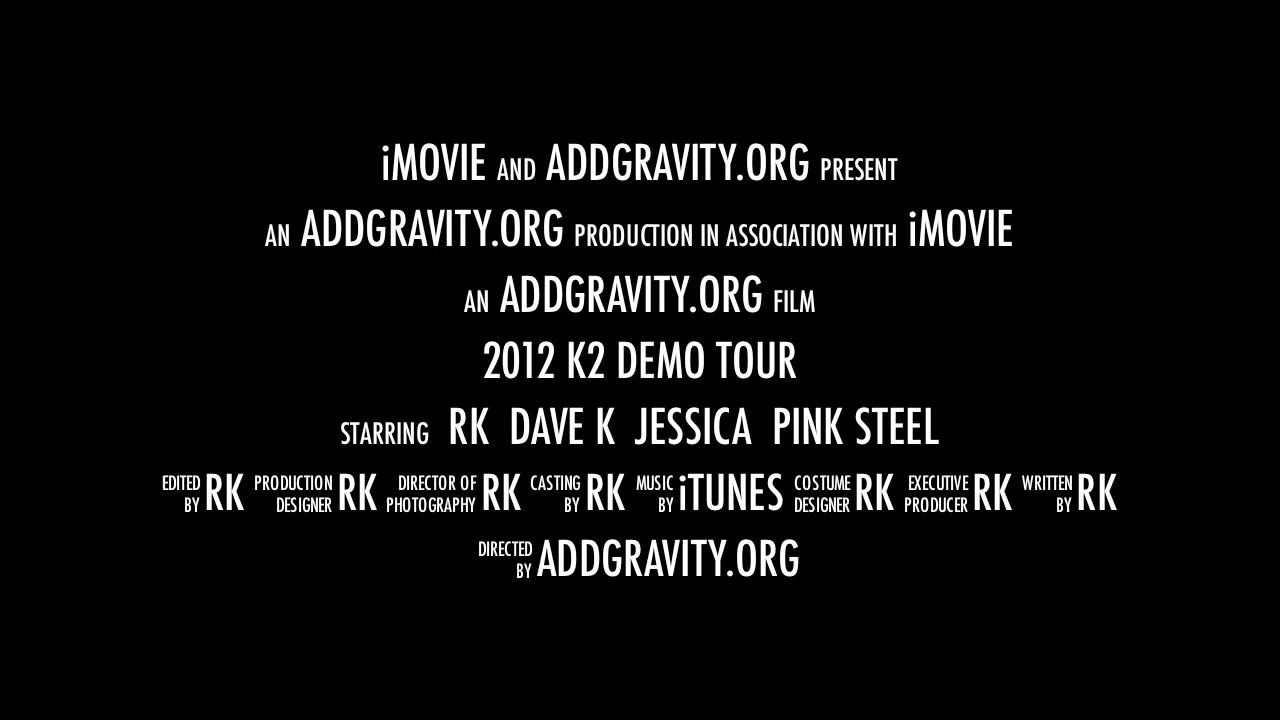 iMOVIE AND ADDGRAVITY.ORG PRESENT
AN ADDGRAVITY.ORG PRODUCTION IN ASSOCIATION WITH iMOVIE
AN ADDGRAVITY.ORG FILM
2012 K2 DEMO TOUR
STARRING RK DAVE K JESSICA PINK STEEL
EDITED BY RK PRODUCTION DESIGNER RK DIRECTOR OF PHOTOGRAPHY RK CASTING BY RK MUSIC BY iTUNES COSTUME DESIGNER RK EXECUTIVE PRODUCER RK WRITTEN BY RK
DIRECTED BY ADDGRAVITY.ORG